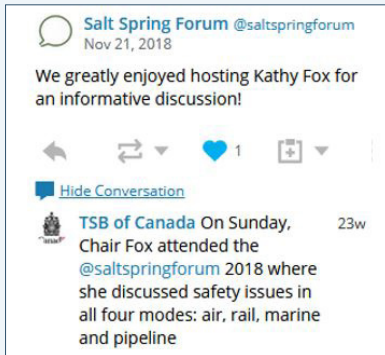 Salt Spring Forum @saltspringforum
Nov 21, 2018
We greatly enjoyed hosting Kathy Fox for
an informative discussion!
1
Hide Conversation
TSB of Canada On Sunday, 23w
Chair Fox attended the
@saltspringforum 2018 where
she discussed safety issues in
all four modes: air, rail, marine
and pipeline